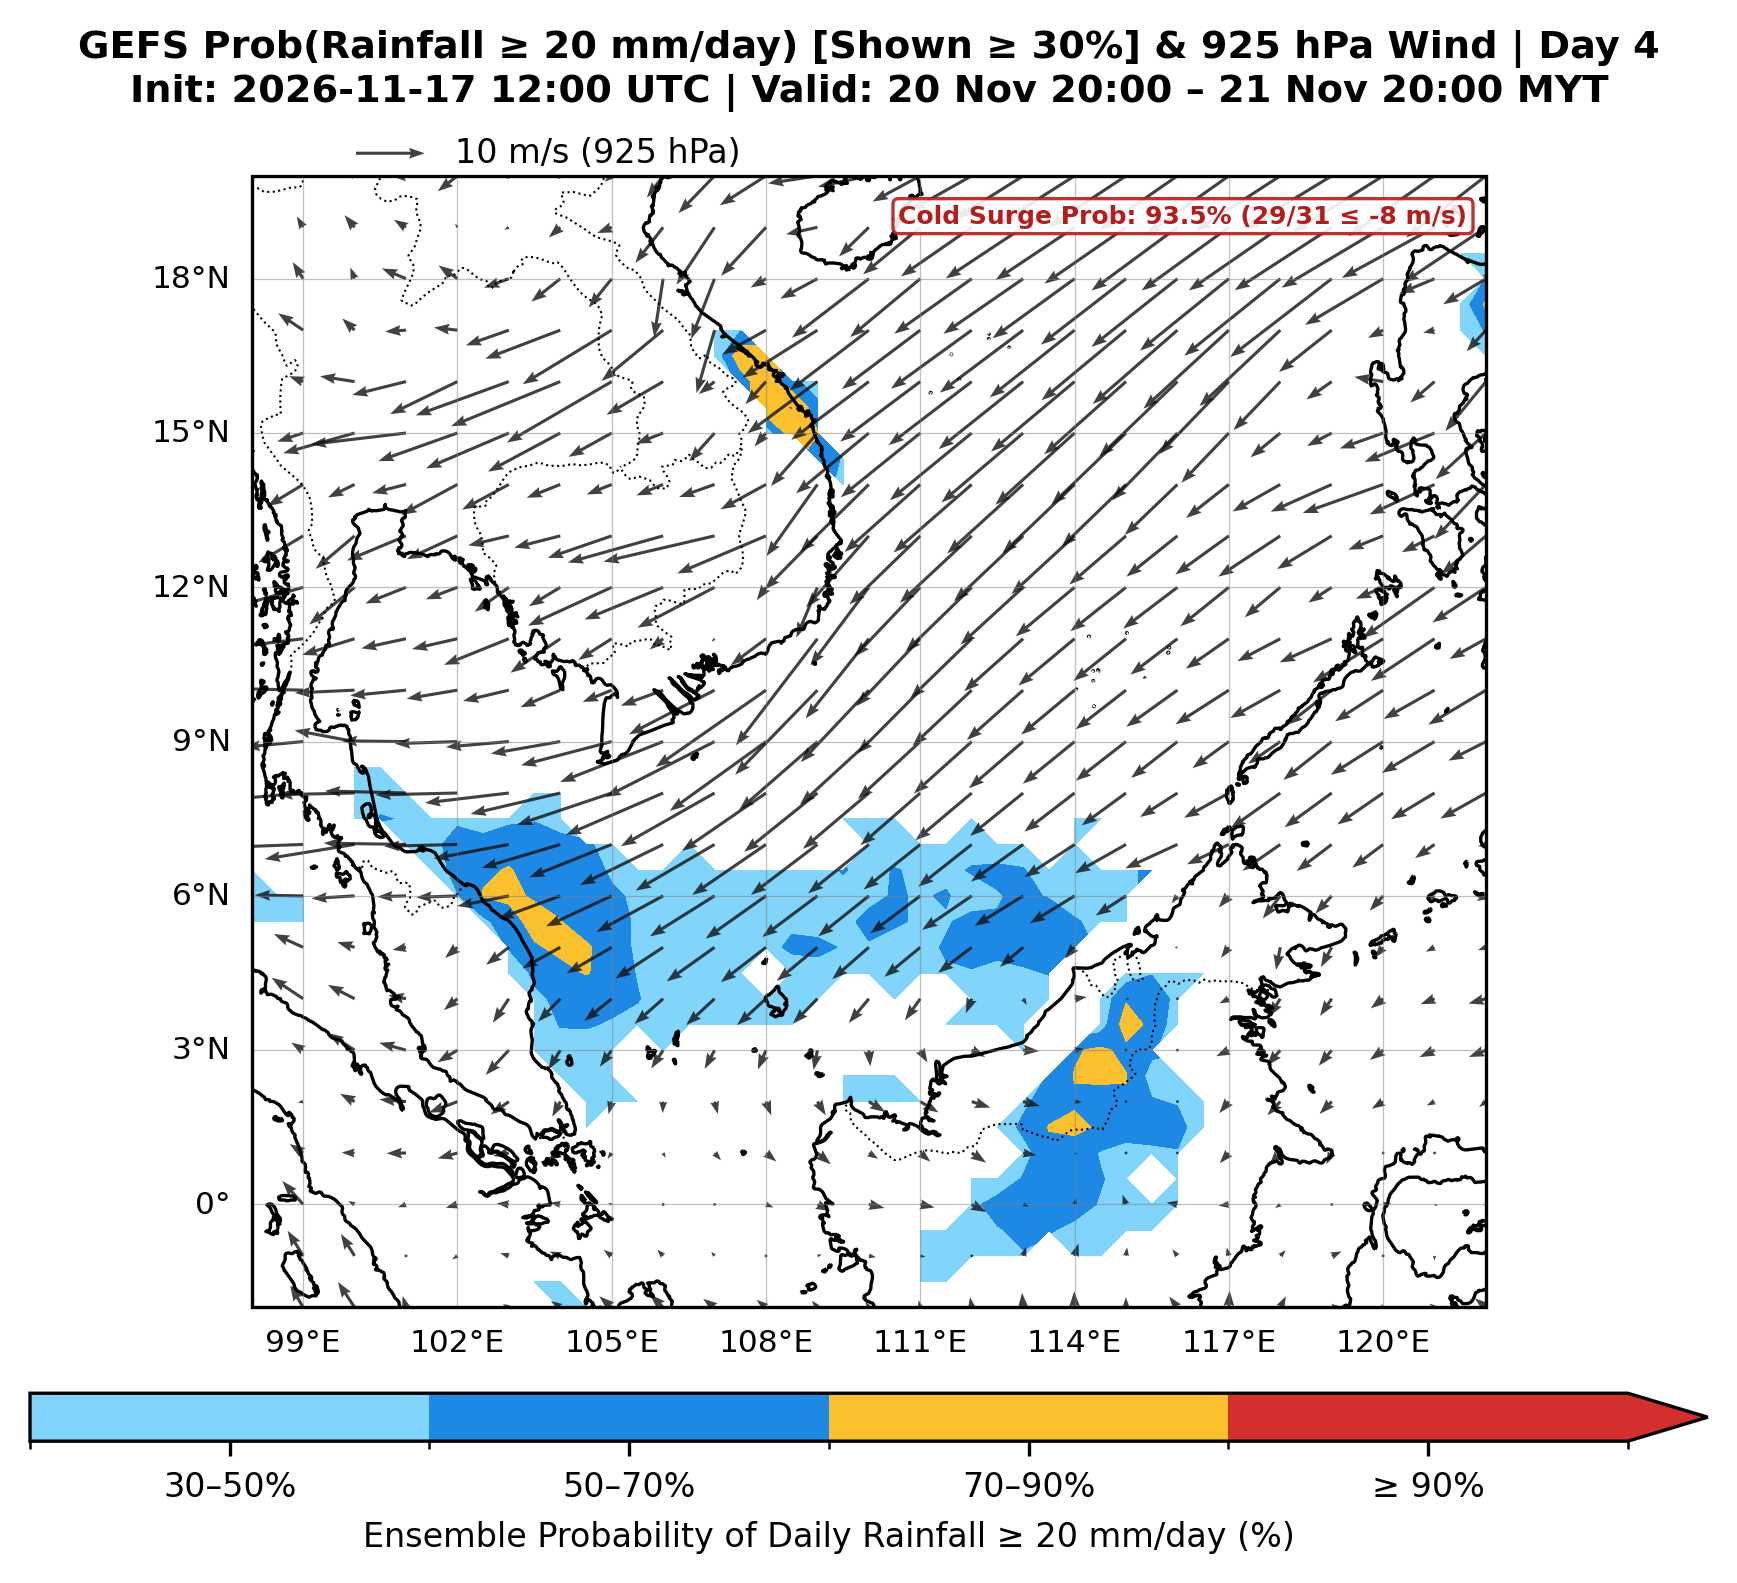 GEFS Prob(Rainfall ≥ 20 mm/day) [Shown ≥ 30%] & 925 hPa Wind | Day 4
Init: 2026-11-17 12:00 UTC | Valid: 20 Nov 20:00 – 21 Nov 20:00 MYT
10 m/s (925 hPa)
Cold Surge Prob: 93.5% (29/31 ≤ -8 m/s)
18°N
15°N
12°N
9°N
6°N
3°N
0°
99°E 102°E 105°E 108°E 111°E 114°E 117°E 120°E
30–50% 50–70% 70–90% ≥ 90%
Ensemble Probability of Daily Rainfall ≥ 20 mm/day (%)